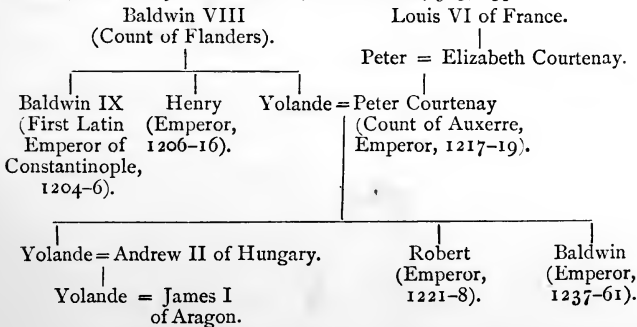 Baldwin VIII Louis VI of France.
(Count of Flanders).
Peter = Elizabeth Courtenay.
Baldwin IX Henry Yolande = Peter Courtenay
(First Latin (Emperor, (Count of Auxerre,
Emperor of 1206–16). Emperor, 1217–19).
Constantinople,
1204–6).
Yolande = Andrew II of Hungary. Robert Baldwin
(Emperor, (Emperor,
Yolande = James I 1221–8). 1237–61).
of Aragon.